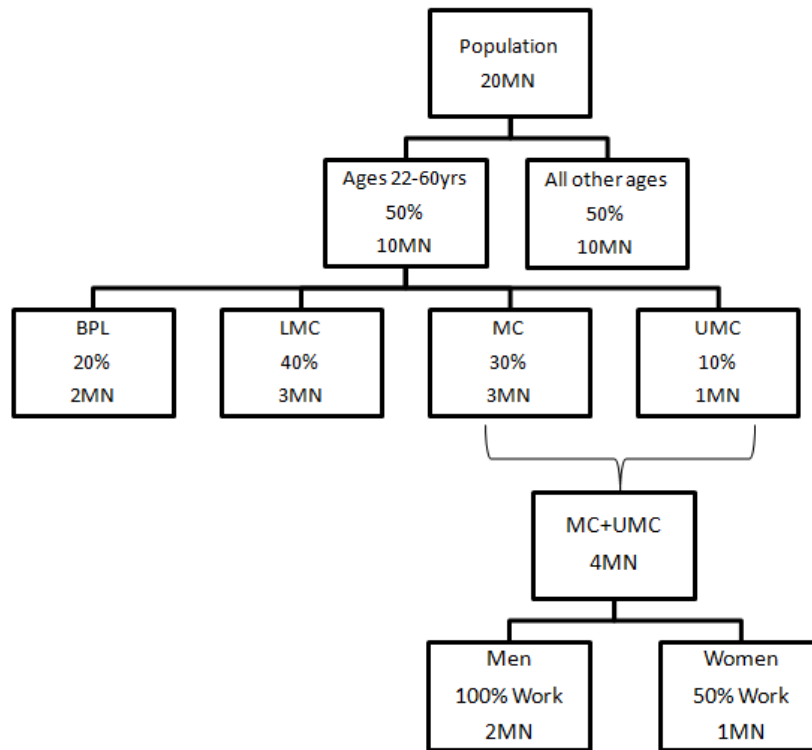 Population
20MN
Ages 22-60yrs
50%
10MN
All other ages
50%
10MN
BPL
20%
2MN
LMC
40%
3MN
MC
30%
3MN
UMC
10%
1MN
MC+UMC
4MN
Men
100% Work
2MN
Women
50% Work
1MN